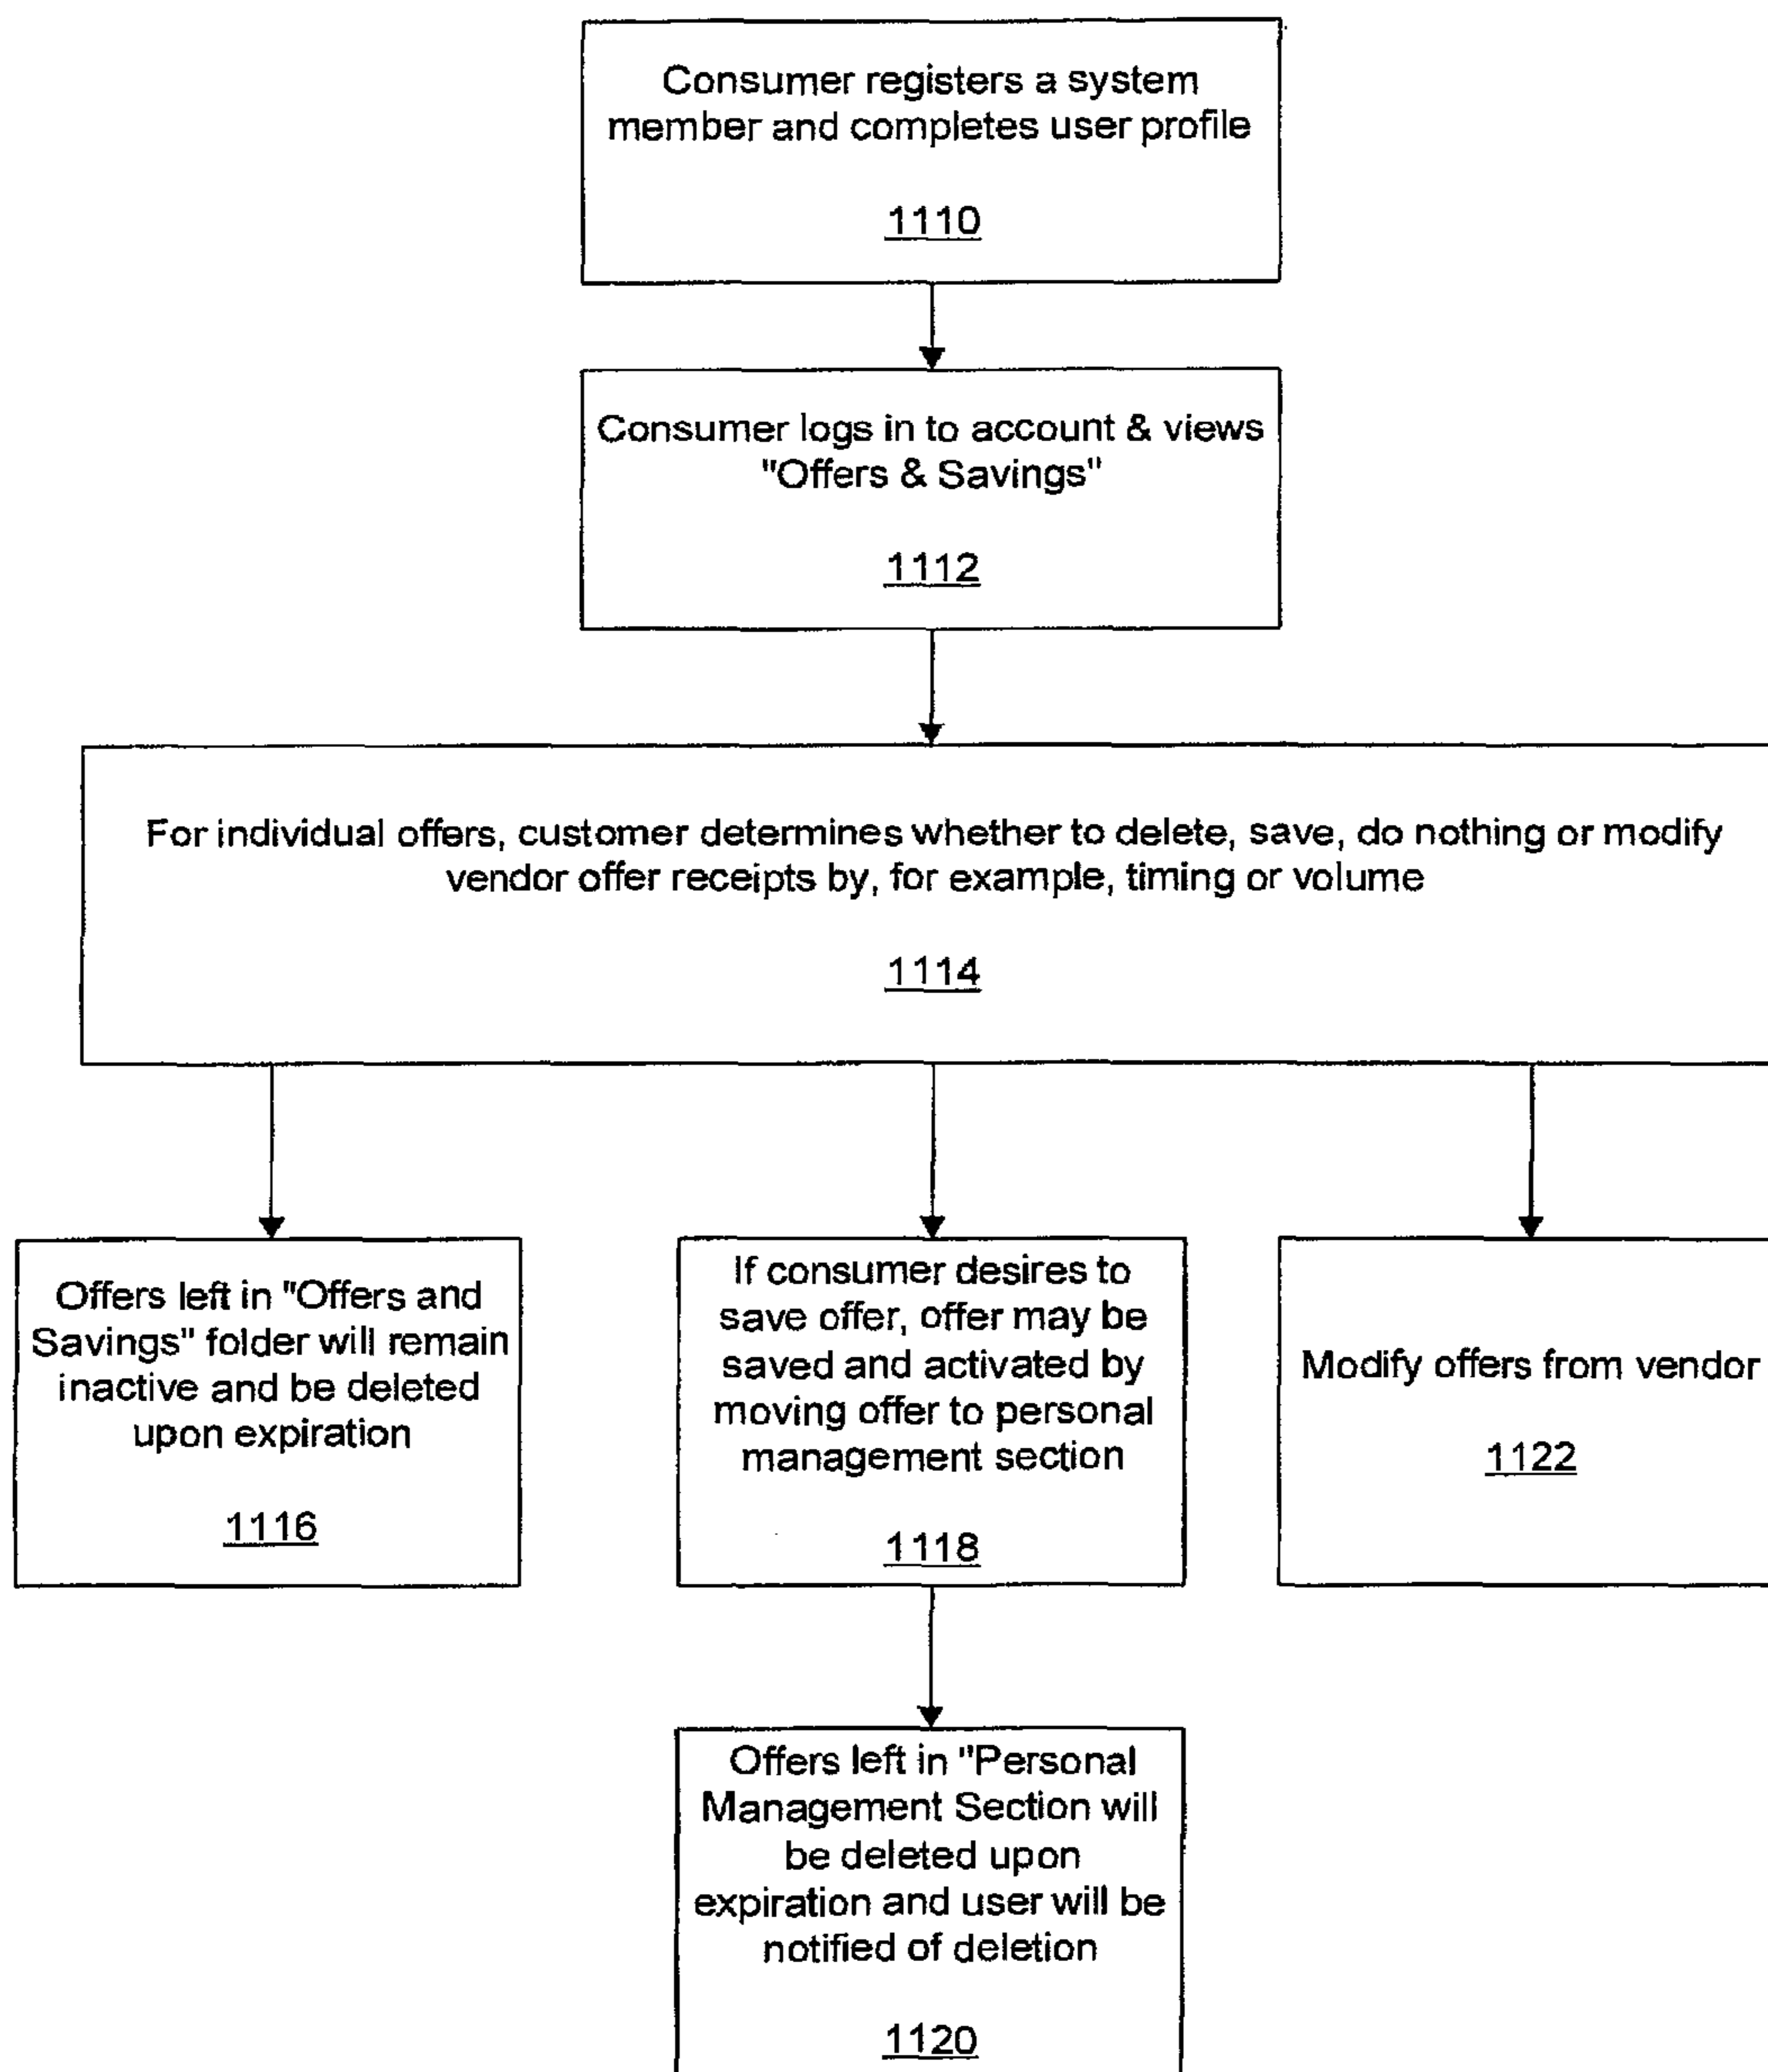 Consumer registers a system
member and completes user profile
1110
Consumer logs in to account & views
"Offers & Savings"
1112
For individual offers, customer determines whether to delete, save, do nothing or modify
vendor offer receipts by, for example, timing or volume
1114
Offers left in "Offers and
Savings" folder will remain
inactive and be deleted
upon expiration
1116
If consumer desires to
save offer, offer may be
saved and activated by
moving offer to personal
management section
1118
Modify offers from vendor
1122
Offers left in "Personal
Management Section will
be deleted upon
expiration and user will be
notified of deletion
1120